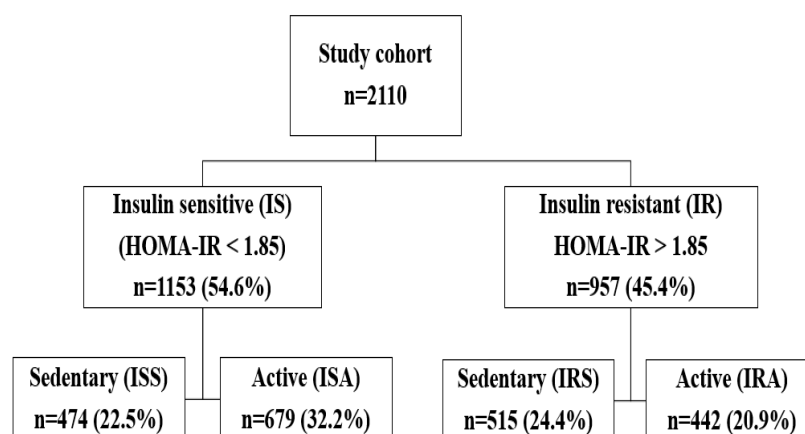 Study cohort
n=2110
Insulin sensitive (IS)
(HOMA-IR < 1.85)
n=1153 (54.6%)
Insulin resistant (IR)
HOMA-IR > 1.85
n=957 (45.4%)
Sedentary (ISS)
n=474 (22.5%)
Active (ISA)
n=679 (32.2%)
Sedentary (IRS)
n=515 (24.4%)
Active (IRA)
n=442 (20.9%)